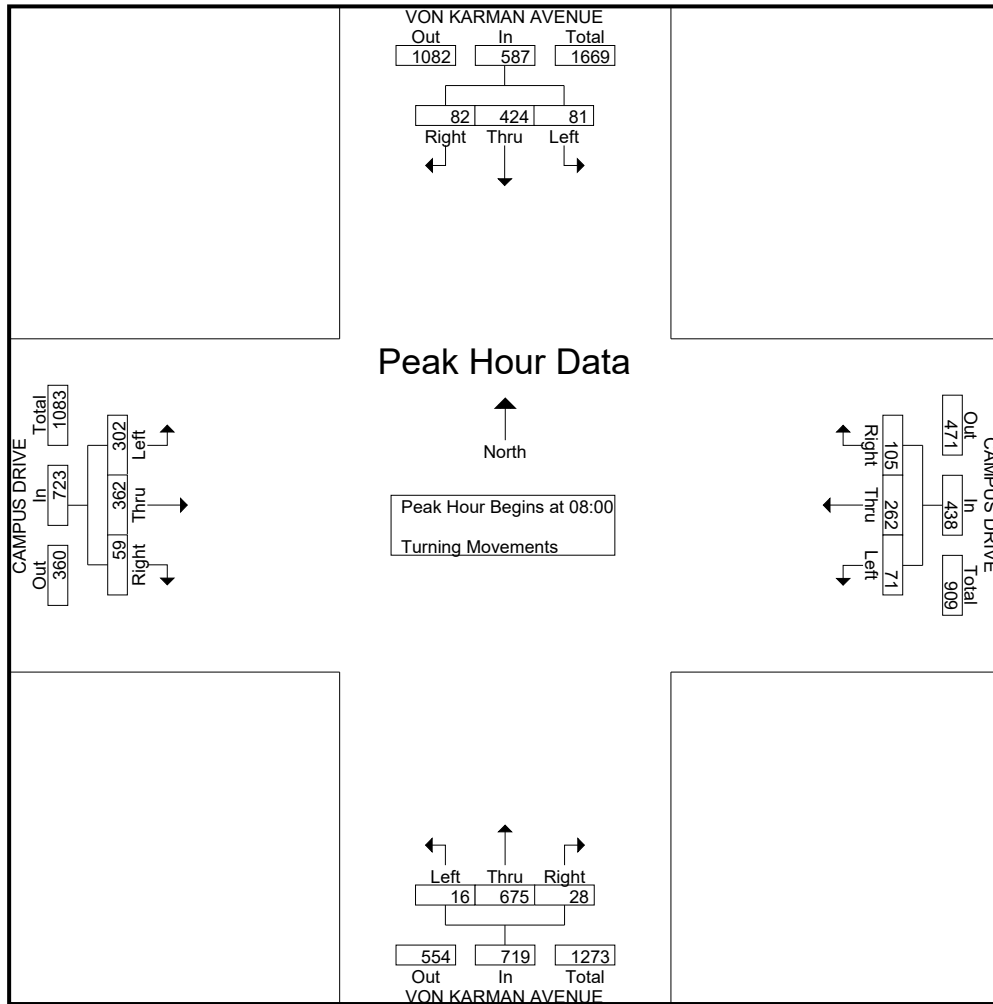 VON KARMAN AVENUE
Out In Total
1082 587 1669
82 424 81
Right Thru Left
Peak Hour Data
North
Peak Hour Begins at 08:00
Turning Movements
CAMPUS DRIVE
Out In Total
360 723 1083
302 362 59
Left Thru Right
CAMPUS DRIVE
Out In Total
471 438 909
105 262 71
Right Thru Left
Left Thru Right
16 675 28
554 719 1273
Out In Total
VON KARMAN AVENUE